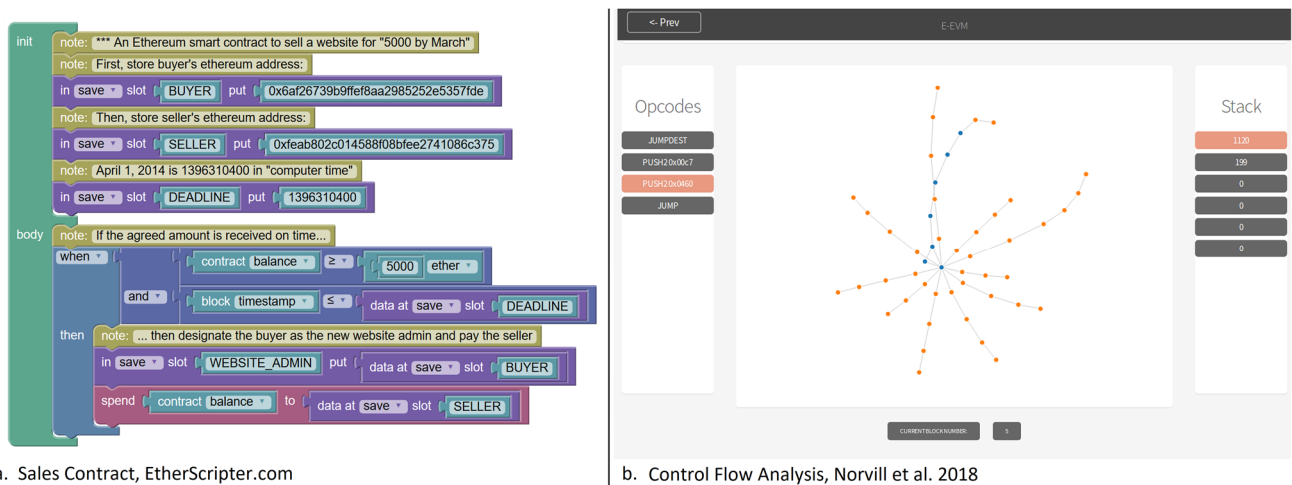 init
note: *** An Ethereum smart contract to sell a website for "5000 by March"
note: First, store buyer's ethereum address:
in save slot BUYER put 0x6af26739b9ffef8aa2985252e5357fde
note: Then, store seller's ethereum address:
in save slot SELLER put 0xfeab802c014588f08bfee2741086c375
note: April 1, 2014 is 1396310400 in "computer time"
in save slot DEADLINE put 1396310400
body
note: If the agreed amount is received on time...
when
contract balance ≥ 5000 ether
and
block timestamp ≤ data at save slot DEADLINE
then
note: ... then designate the buyer as the new website admin and pay the seller
in save slot WEBSITE_ADMIN put data at save slot BUYER
spend contract balance to data at save slot SELLER
a. Sales Contract, EtherScripter.com
<- Prev
E-EVM
Opcodes
JUMPDEST
PUSH2 0x00c7
PUSH2 0x0460
JUMP
Stack
1120
199
0
0
0
0
CURRENT BLOCK NUMBER:
5
b. Control Flow Analysis, Norvill et al. 2018